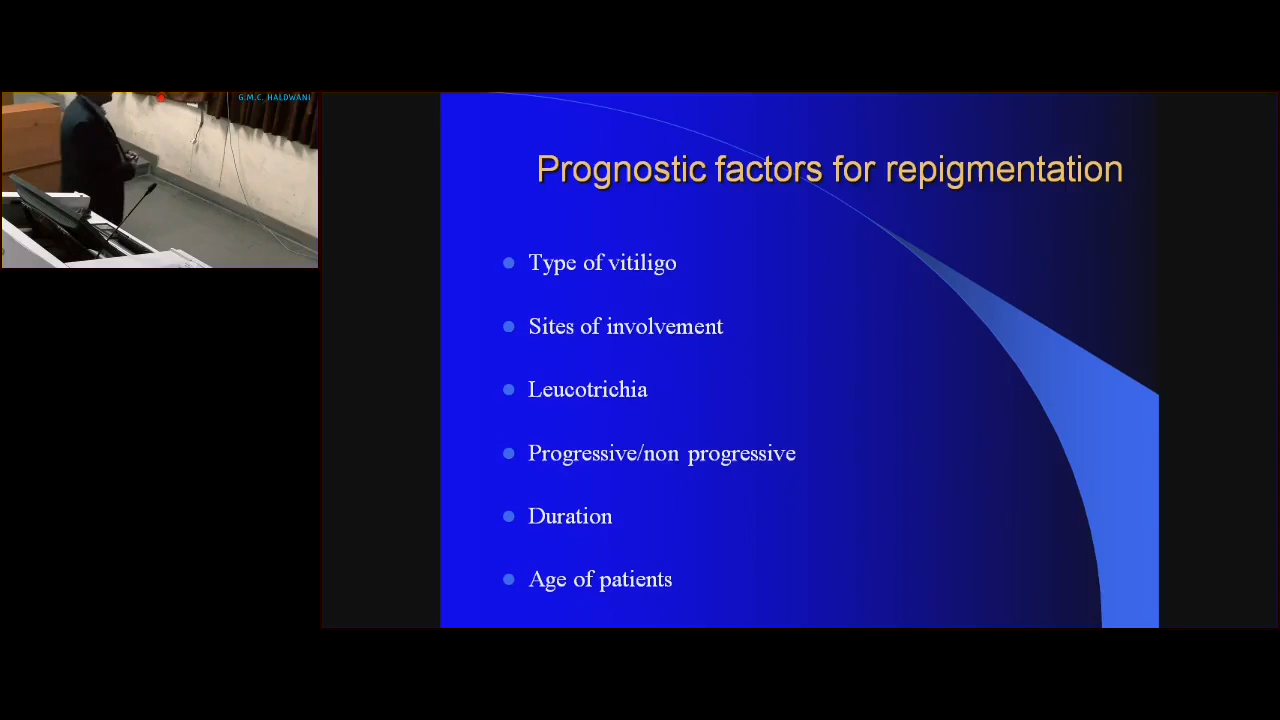 G.M.C. HALDWANI
Prognostic factors for repigmentation
Type of vitiligo
Sites of involvement
Leucotrichia
Progressive/non progressive
Duration
Age of patients